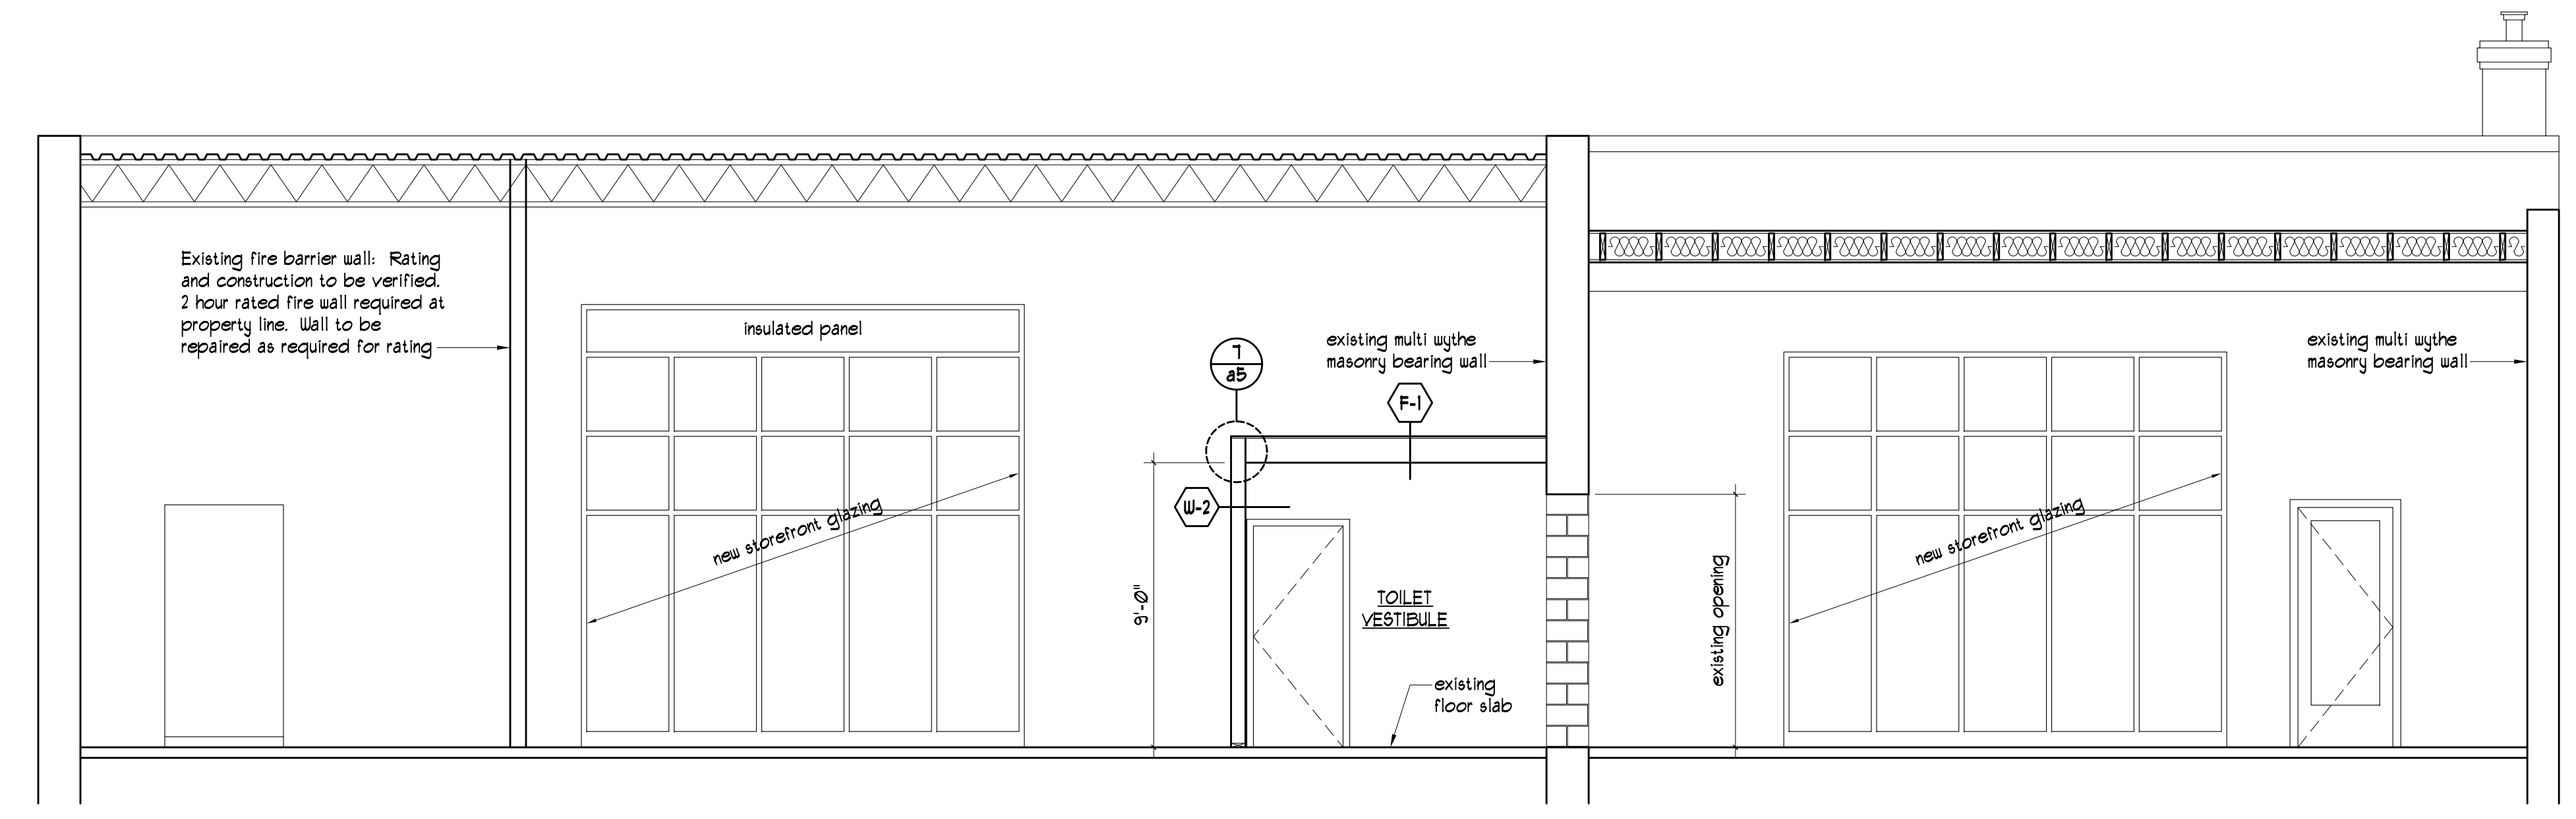 Existing fire barrier wall:  Rating
and construction to be verified.
2 hour rated fire wall required at
property line.  Wall to be
repaired as required for rating
insulated panel
new storefront glazing
7
a5
existing multi wythe
masonry bearing wall
F-1
W-2
9'-0"
TOILET
VESTIBULE
existing
floor slab
existing opening
new storefront glazing
existing multi wythe
masonry bearing wall